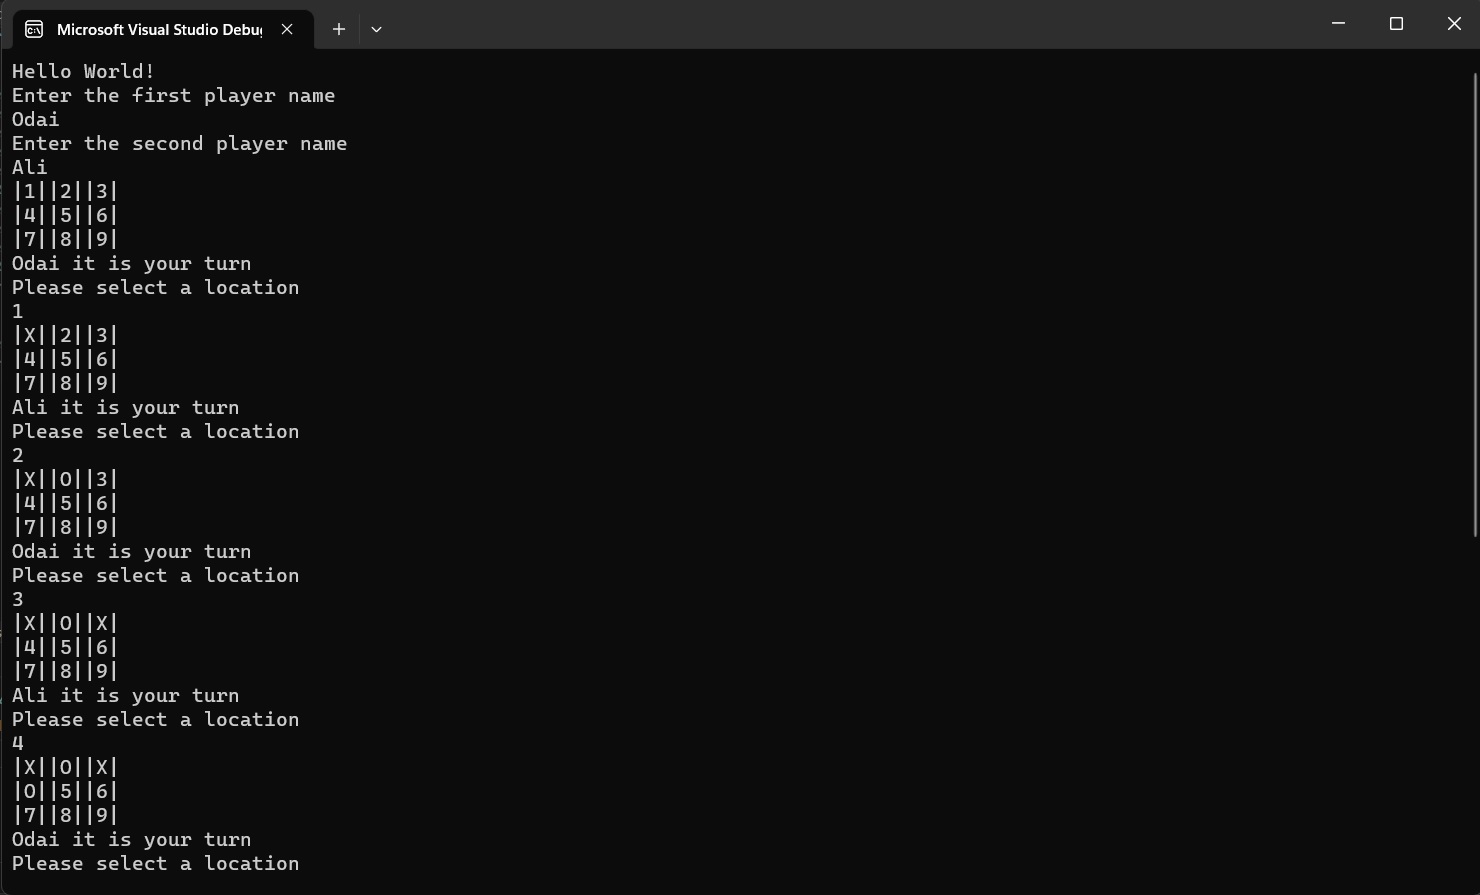 Microsoft Visual Studio Debug
Hello World!
Enter the first player name
Odai
Enter the second player name
Ali
|1||2||3|
|4||5||6|
|7||8||9|
Odai it is your turn
Please select a location
1
|X||2||3|
|4||5||6|
|7||8||9|
Ali it is your turn
Please select a location
2
|X||O||3|
|4||5||6|
|7||8||9|
Odai it is your turn
Please select a location
3
|X||O||X|
|4||5||6|
|7||8||9|
Ali it is your turn
Please select a location
4
|X||O||X|
|O||5||6|
|7||8||9|
Odai it is your turn
Please select a location